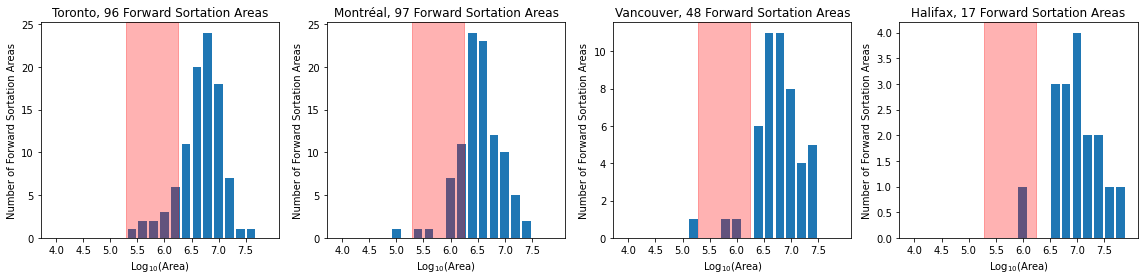 Toronto, 96 Forward Sortation Areas
Number of Forward Sortation Areas
25
20
15
10
5
0
4.0 4.5 5.0 5.5 6.0 6.5 7.0 7.5
Log10(Area)
Montréal, 97 Forward Sortation Areas
Number of Forward Sortation Areas
25
20
15
10
5
0
4.0 4.5 5.0 5.5 6.0 6.5 7.0 7.5
Log10(Area)
Vancouver, 48 Forward Sortation Areas
Number of Forward Sortation Areas
10
8
6
4
2
0
4.0 4.5 5.0 5.5 6.0 6.5 7.0 7.5
Log10(Area)
Halifax, 17 Forward Sortation Areas
Number of Forward Sortation Areas
4.0
3.5
3.0
2.5
2.0
1.5
1.0
0.5
0.0
4.0 4.5 5.0 5.5 6.0 6.5 7.0 7.5
Log10(Area)